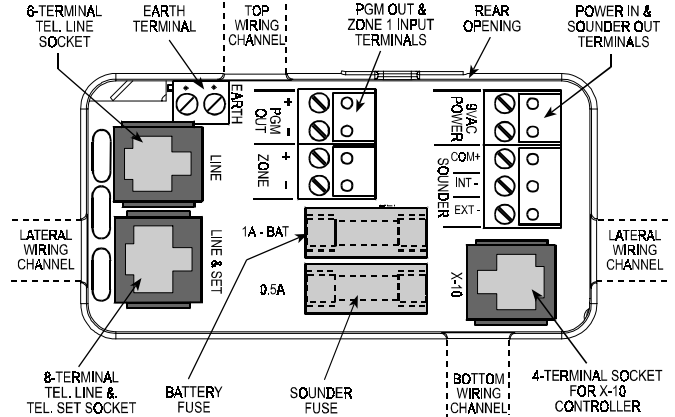 6-TERMINAL
TEL. LINE
SOCKET
EARTH
TERMINAL
TOP
WIRING
CHANNEL
PGM OUT &
ZONE 1 INPUT
TERMINALS
REAR
OPENING
POWER IN &
SOUNDER OUT
TERMINALS
EARTH
+
-
PGM
OUT
+
-
ZONE
9VAC
POWER
COM+
INT -
EXT -
SOUNDER
LINE
LINE & SET
1A - BAT
0.5A
X-10
LATERAL
WIRING
CHANNEL
LATERAL
WIRING
CHANNEL
8-TERMINAL
TEL. LINE &.
TEL. SET SOCKET
BATTERY
FUSE
SOUNDER
FUSE
BOTTOM
WIRING
CHANNEL
4-TERMINAL SOCKET
FOR X-10
CONTROLLER